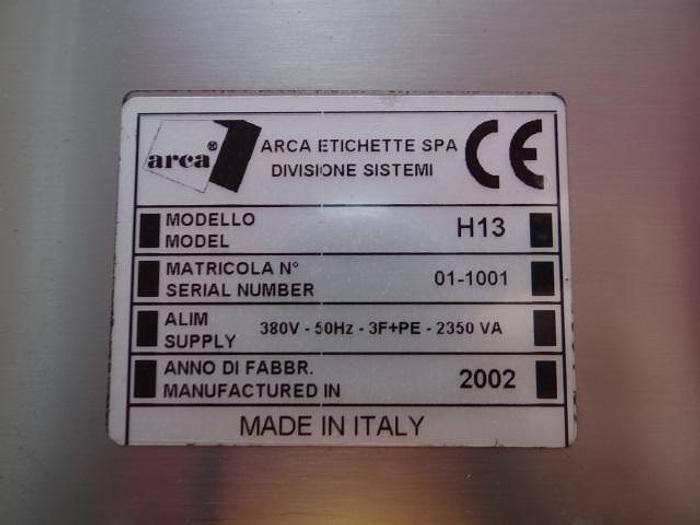 arca®
ARCA ETICHETTE SPA
DIVISIONE SISTEMI
CE
MODELLO
MODEL
H13
MATRICOLA N°
SERIAL NUMBER
01-1001
ALIM
SUPPLY
380V - 50Hz - 3F+PE - 2350 VA
ANNO DI FABBR.
MANUFACTURED IN
2002
MADE IN ITALY